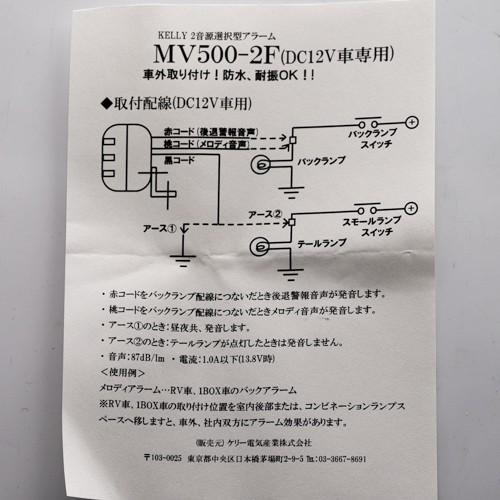 KELLY 2音源選択型アラーム
MV500-2F(DC12V車専用)
車外取り付け！防水、耐振OK！！
◆取付配線(DC12V車用)
赤コード(後退警報音声)
桃コード(メロディ音声)
黒コード
バックランプ
スイッチ
バックランプ
アース①
アース②
スモールランプ
スイッチ
テールランプ
・赤コードをバックランプ配線につないだとき後退警報音声が発音します。
・桃コードをバックランプ配線につないだときメロディ音声が発音します。
・アース①のとき：昼夜共、発音します。
・アース②のとき：テールランプが点灯したときは発音しません。
・音声：87dB/lm ・電流：1.0A以下(13.8V時)
＜使用例＞
メロディアラーム…RV車、1BOX車のバックアラーム
※RV車、1BOX車の取り付け位置を室内後部または、コンビネーションランプス
ペースへ移しますと、車外、社内双方にアラーム効果があります。
(販売元)ケリー電気産業株式会社
〒103-0025 東京都中央区日本橋茅場町2-9-5 ℡:03-3667-8691